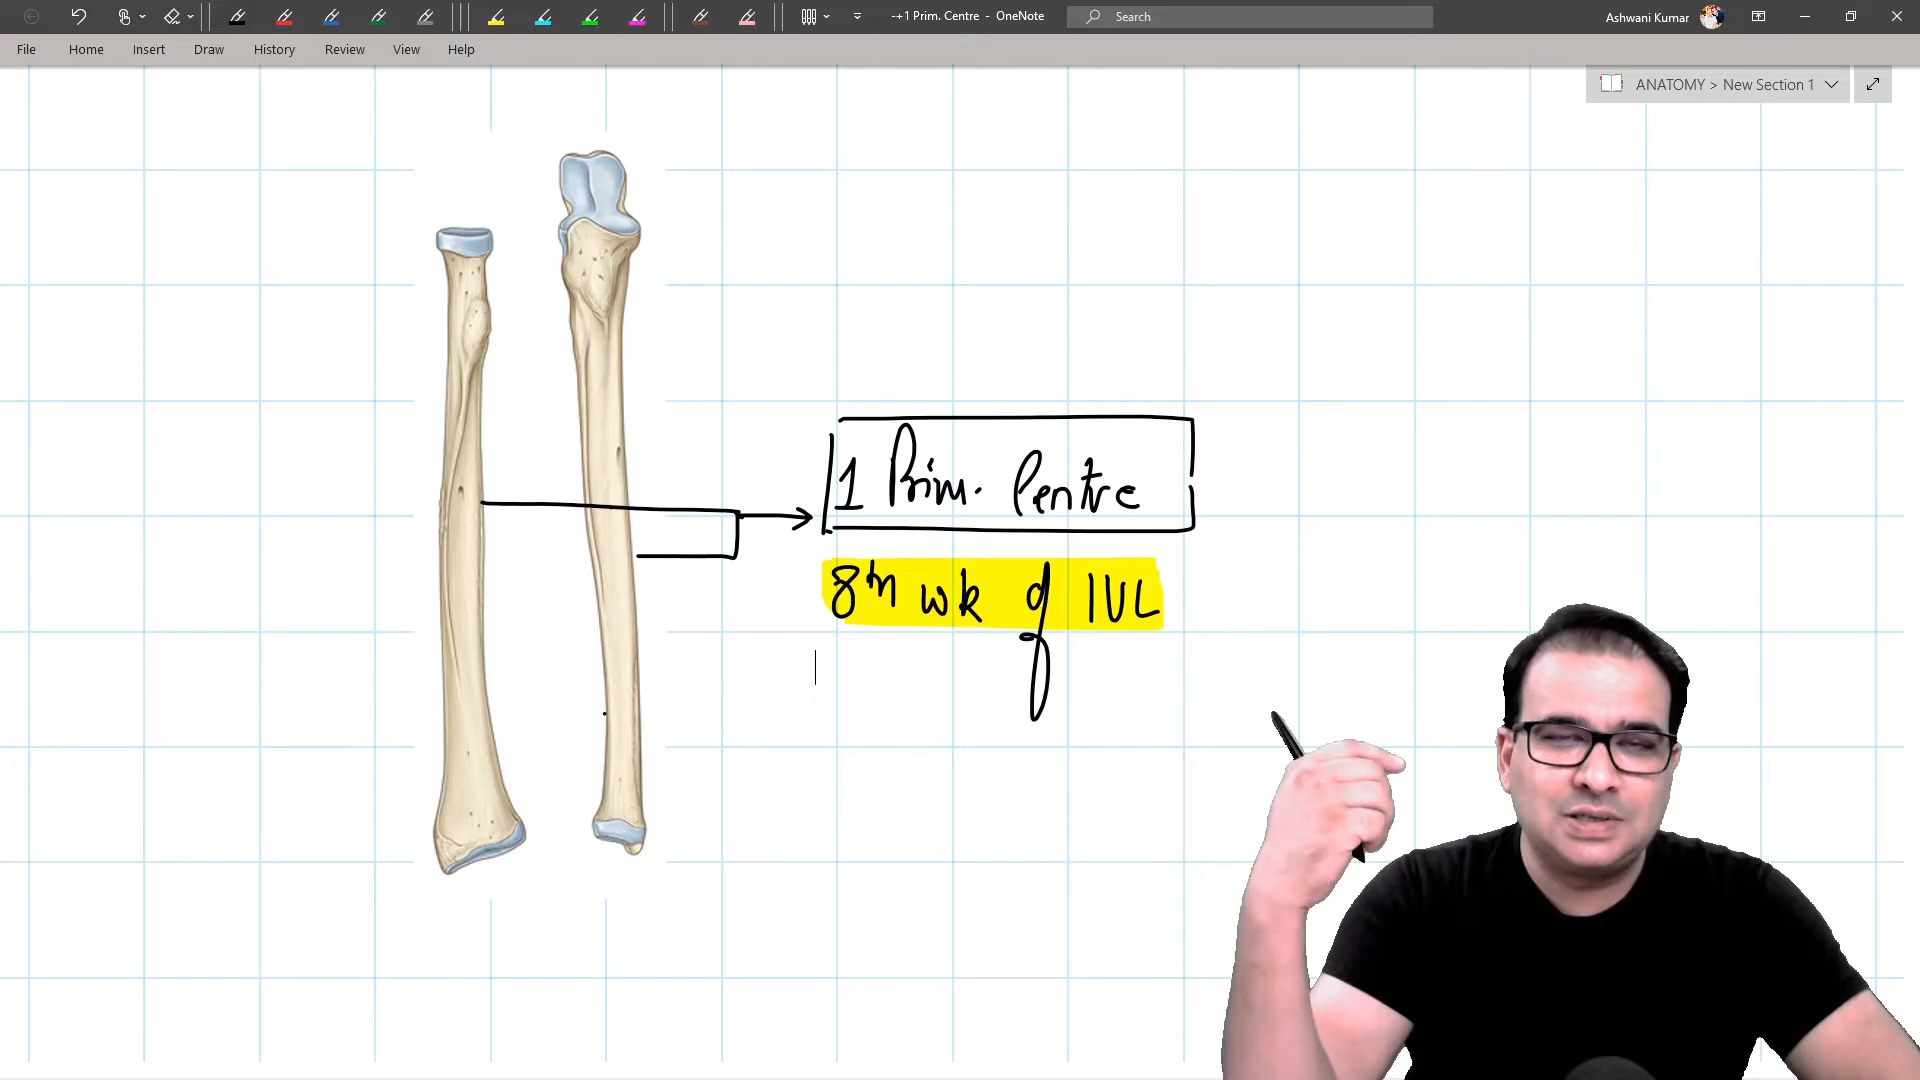 -+1 Prim. Centre - OneNote
Search
Ashwani Kumar
File Home Insert Draw History Review View Help
ANATOMY > New Section 1
1 Prim. Centre
8th wk of IUL